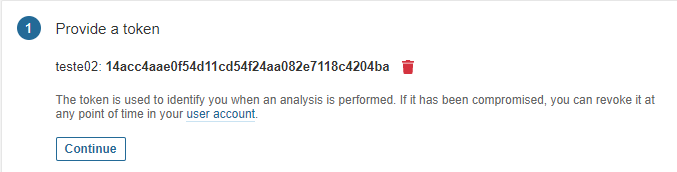 1 Provide a token
teste02: 14acc4aae0f54d11cd54f24aa082e7118c4204ba
The token is used to identify you when an analysis is performed. If it has been compromised, you can revoke it at
any point of time in your user account.
Continue